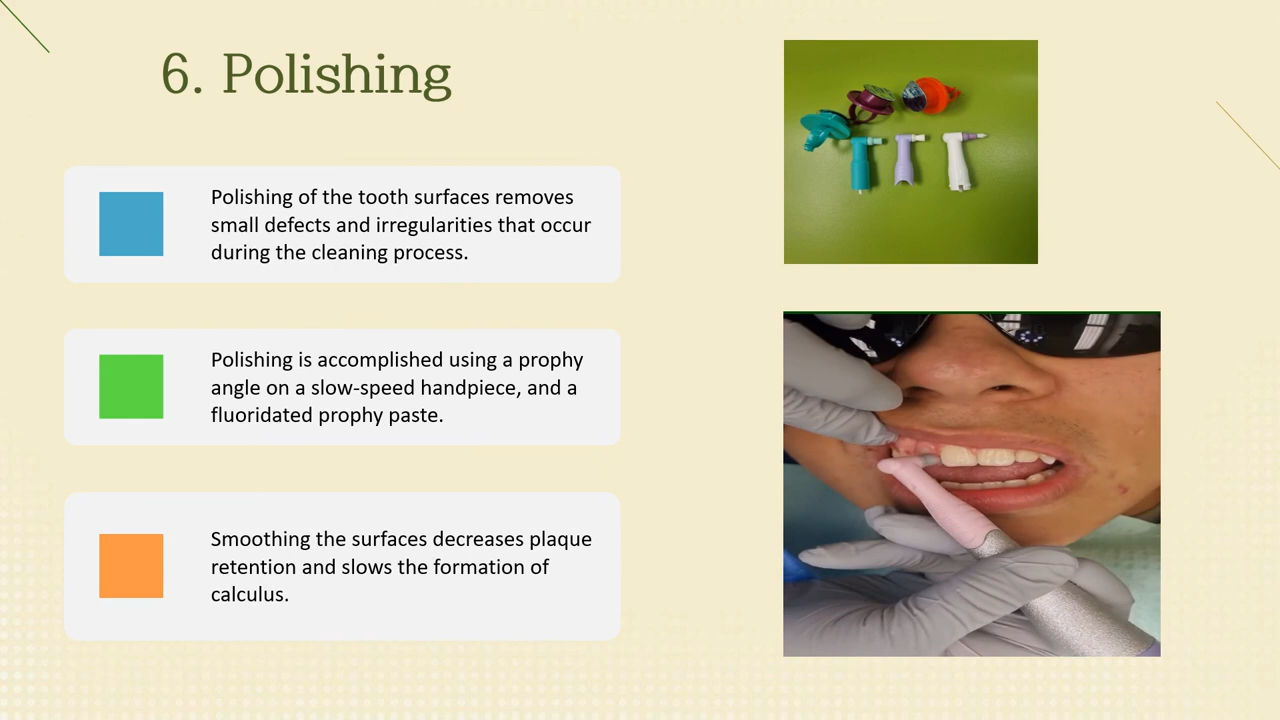 6. Polishing
Polishing of the tooth surfaces removes
small defects and irregularities that occur
during the cleaning process.
Polishing is accomplished using a prophy
angle on a slow-speed handpiece, and a
fluoridated prophy paste.
Smoothing the surfaces decreases plaque
retention and slows the formation of
calculus.